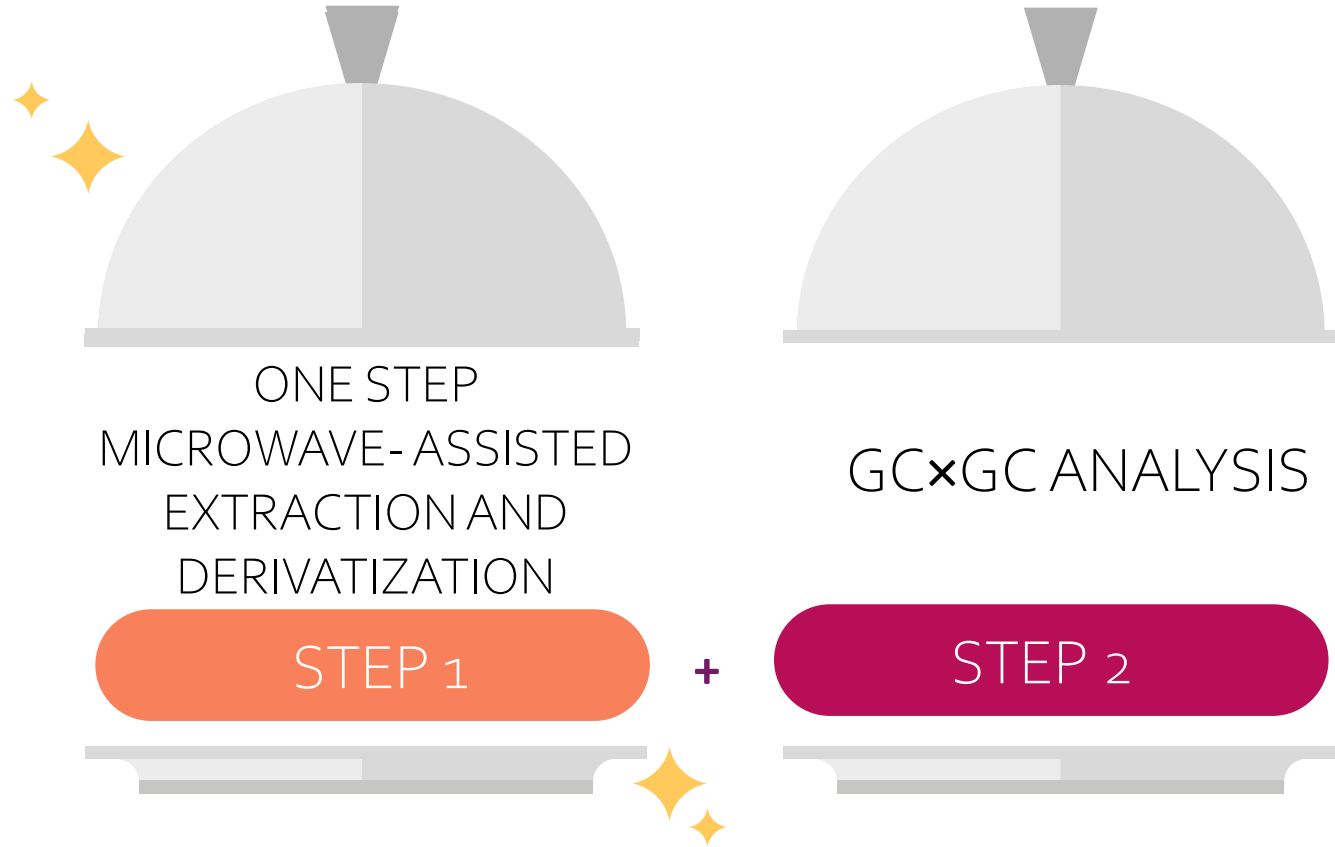 ONE STEP
MICROWAVE- ASSISTED
EXTRACTION AND
DERIVATIZATION
STEP 1
+
GC×GC ANALYSIS
STEP 2